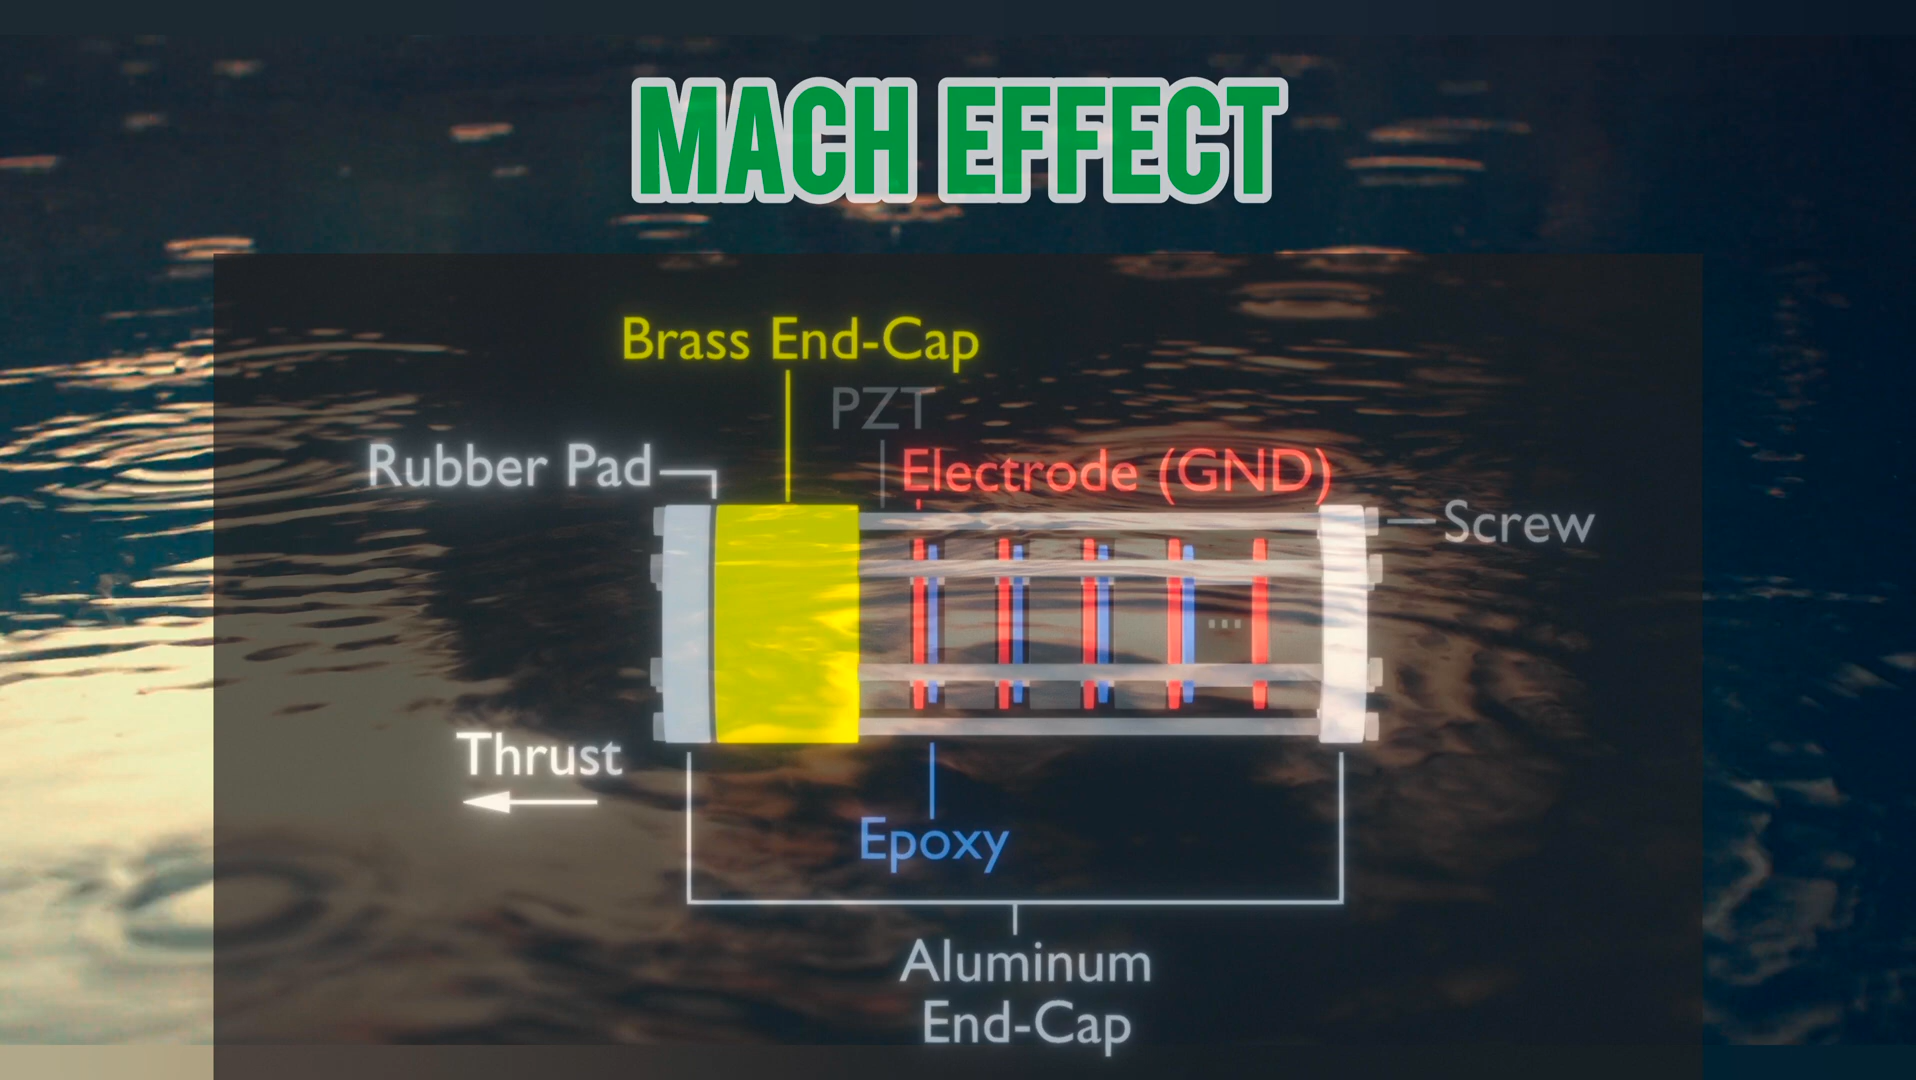 MACH EFFECT
Brass End-Cap
PZT
Rubber Pad
Electrode (GND)
Screw
...
Thrust
Epoxy
Aluminum
End-Cap